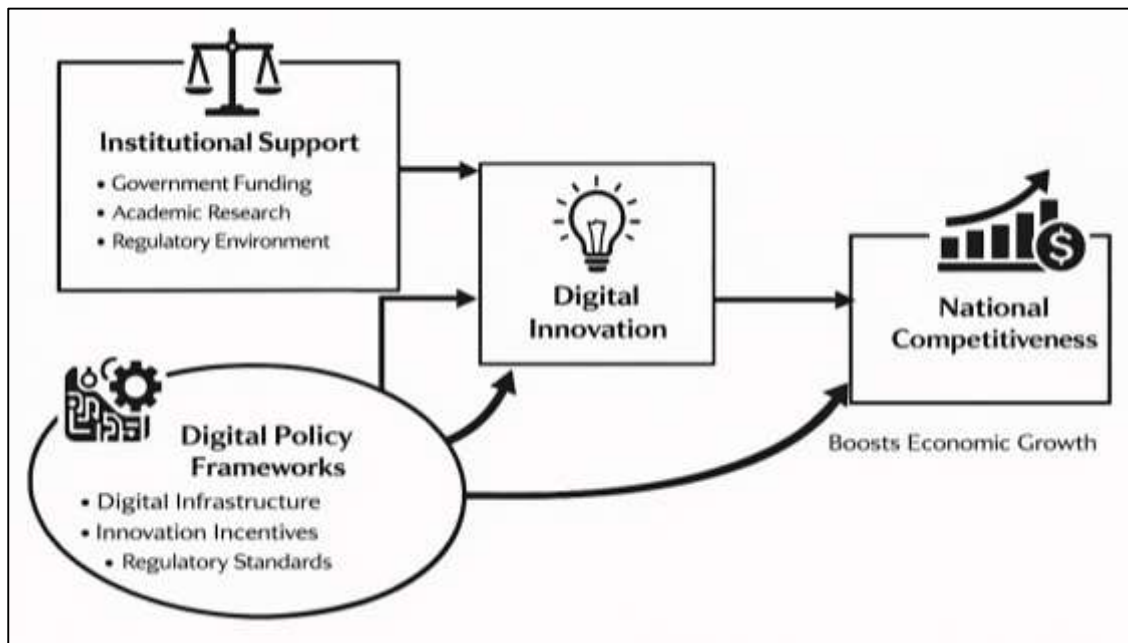 Institutional Support
• Government Funding
• Academic Research
• Regulatory Environment
Digital
Innovation
National
Competitiveness
Boosts Economic Growth
Digital Policy
Frameworks
• Digital Infrastructure
• Innovation Incentives
• Regulatory Standards
$